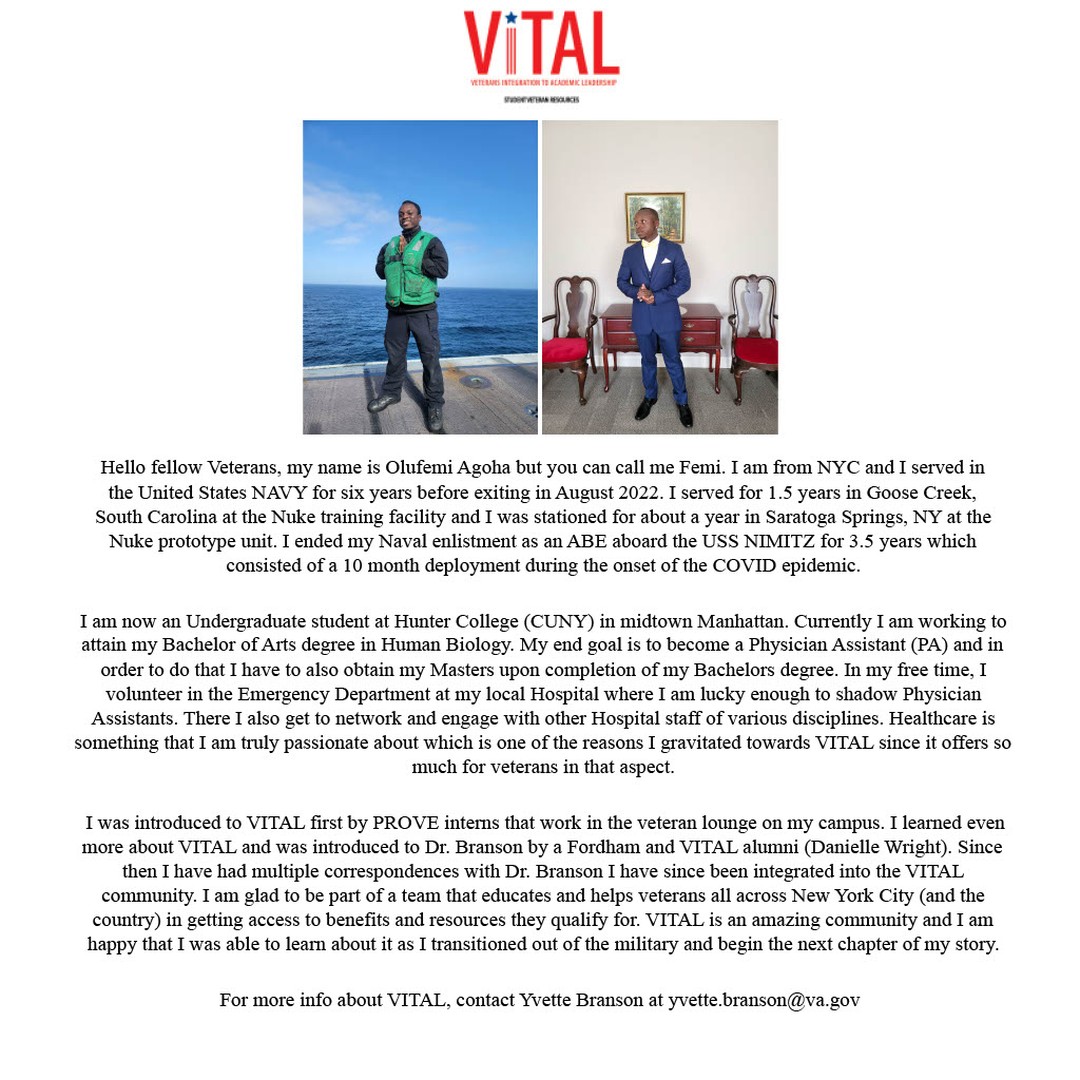 ViTAL
VETERANS INTEGRATION TO ACADEMIC LEADERSHIP
STUDENT VETERAN RESOURCES
Hello fellow Veterans, my name is Olufemi Agoha but you can call me Femi. I am from NYC and I served in
the United States NAVY for six years before exiting in August 2022. I served for 1.5 years in Goose Creek,
South Carolina at the Nuke training facility and I was stationed for about a year in Saratoga Springs, NY at the
Nuke prototype unit. I ended my Naval enlistment as an ABE aboard the USS NIMITZ for 3.5 years which
consisted of a 10 month deployment during the onset of the COVID epidemic.
I am now an Undergraduate student at Hunter College (CUNY) in midtown Manhattan. Currently I am working to
attain my Bachelor of Arts degree in Human Biology. My end goal is to become a Physician Assistant (PA) and in
order to do that I have to also obtain my Masters upon completion of my Bachelors degree. In my free time, I
volunteer in the Emergency Department at my local Hospital where I am lucky enough to shadow Physician
Assistants. There I also get to network and engage with other Hospital staff of various disciplines. Healthcare is
something that I am truly passionate about which is one of the reasons I gravitated towards VITAL since it offers so
much for veterans in that aspect.
I was introduced to VITAL first by PROVE interns that work in the veteran lounge on my campus. I learned even
more about VITAL and was introduced to Dr. Branson by a Fordham and VITAL alumni (Danielle Wright). Since
then I have had multiple correspondences with Dr. Branson I have since been integrated into the VITAL
community. I am glad to be part of a team that educates and helps veterans all across New York City (and the
country) in getting access to benefits and resources they qualify for. VITAL is an amazing community and I am
happy that I was able to learn about it as I transitioned out of the military and begin the next chapter of my story.
For more info about VITAL, contact Yvette Branson at yvette.branson@va.gov